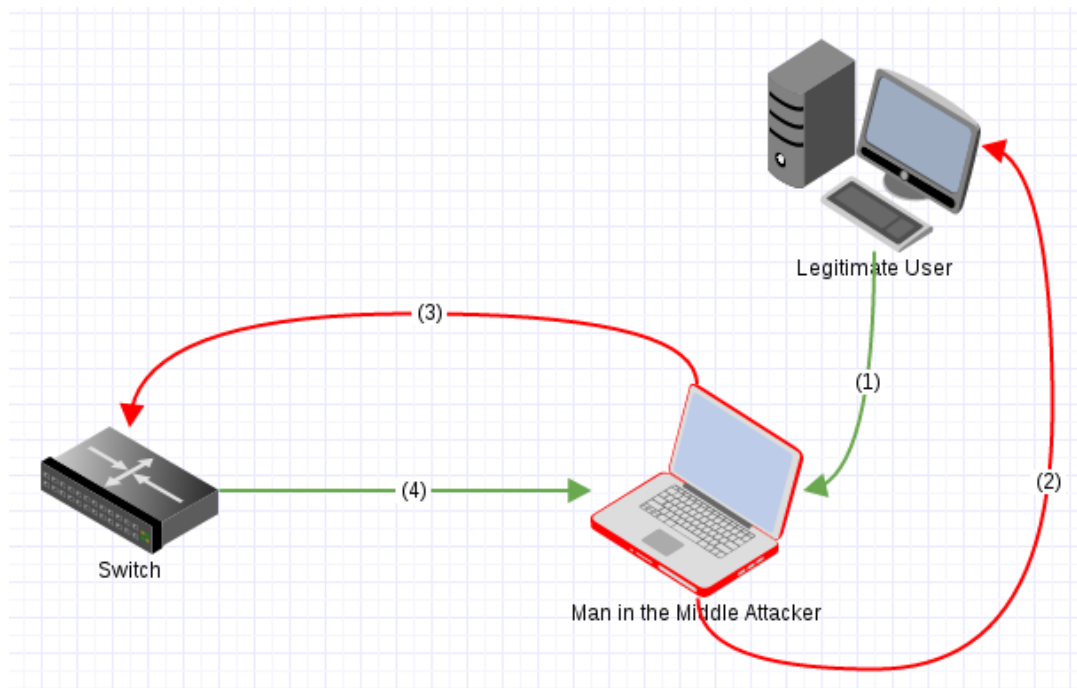 Legitimate User
(3)
(1)
(4)
(2)
Switch
Man in the Middle Attacker